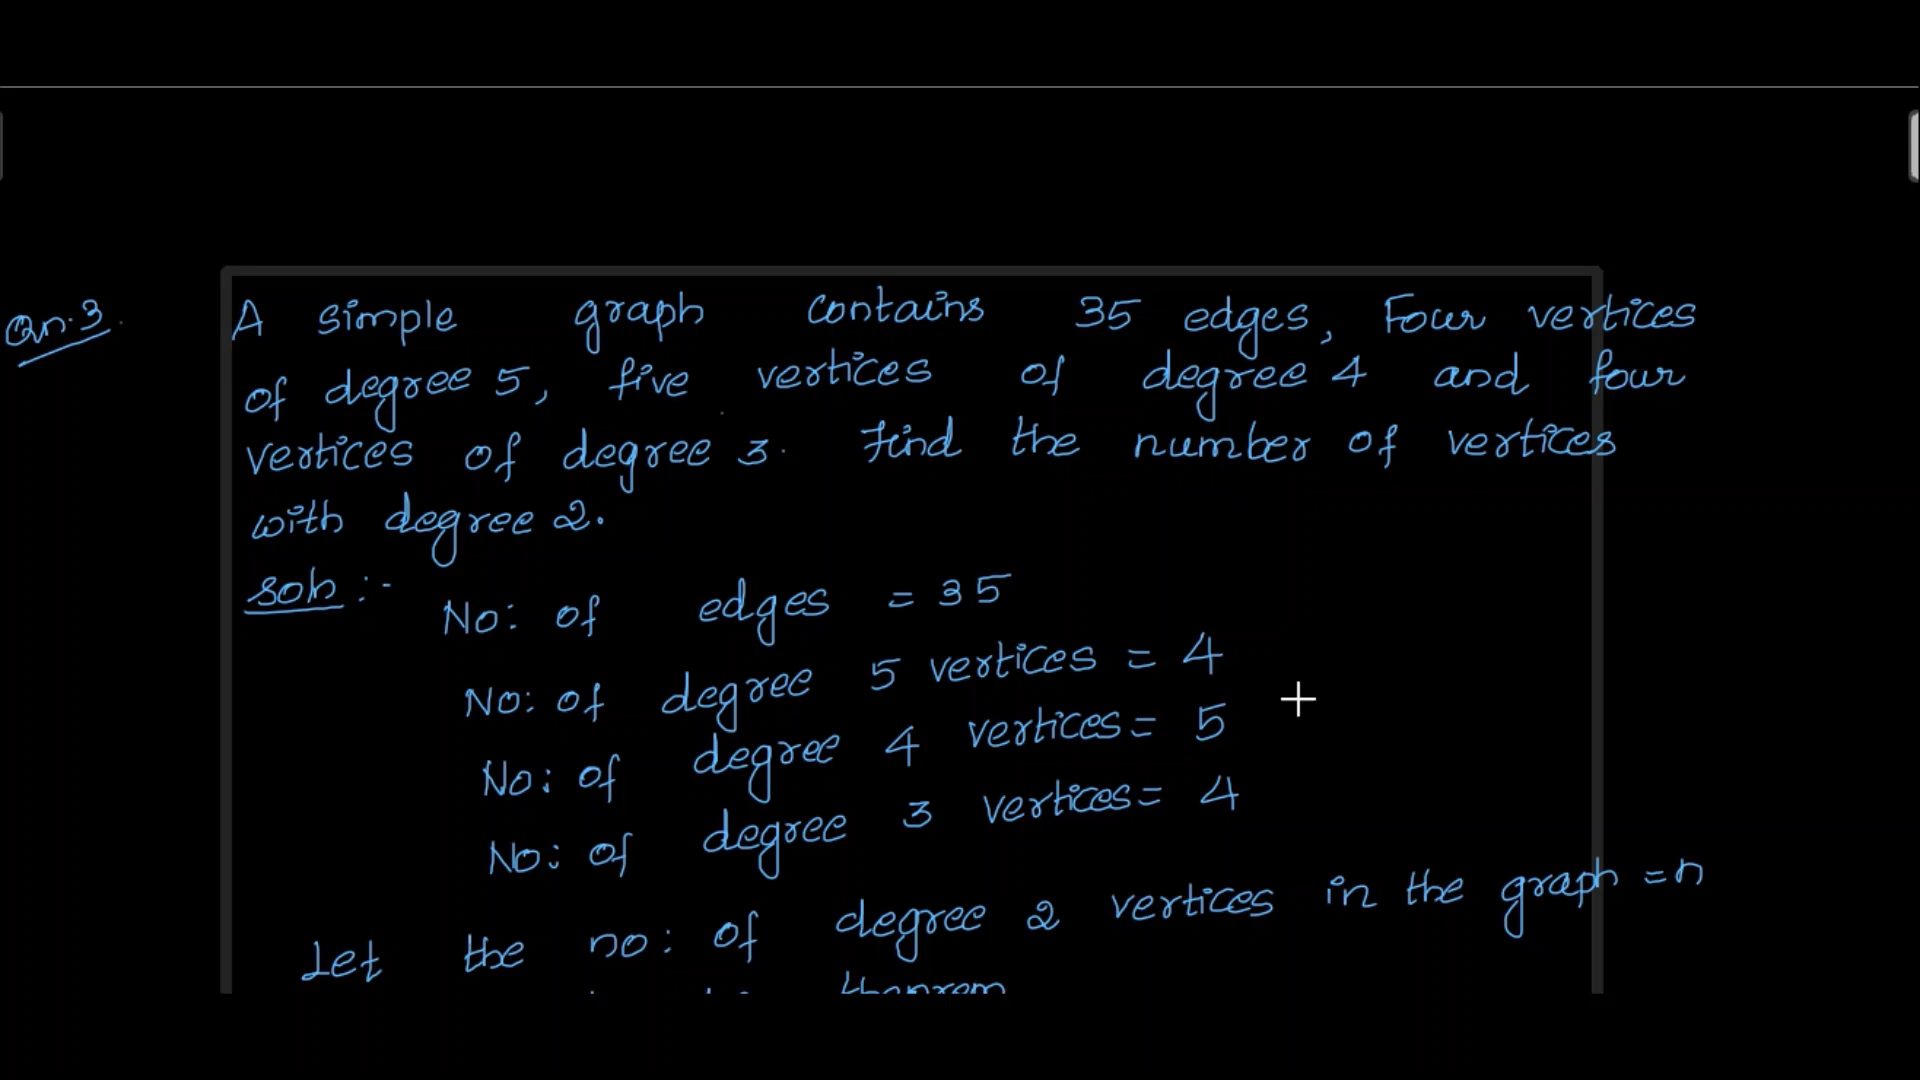 Qn.3. A simple graph contains 35 edges, Four vertices
of degree 5, five vertices of degree 4 and four
vertices of degree 3. Find the number of vertices
with degree 2.
Soln :-
No: of edges = 35
No: of degree 5 vertices = 4
No: of degree 4 vertices = 5
No: of degree 3 vertices = 4
Let the no: of degree 2 vertices in the graph = n
theorem